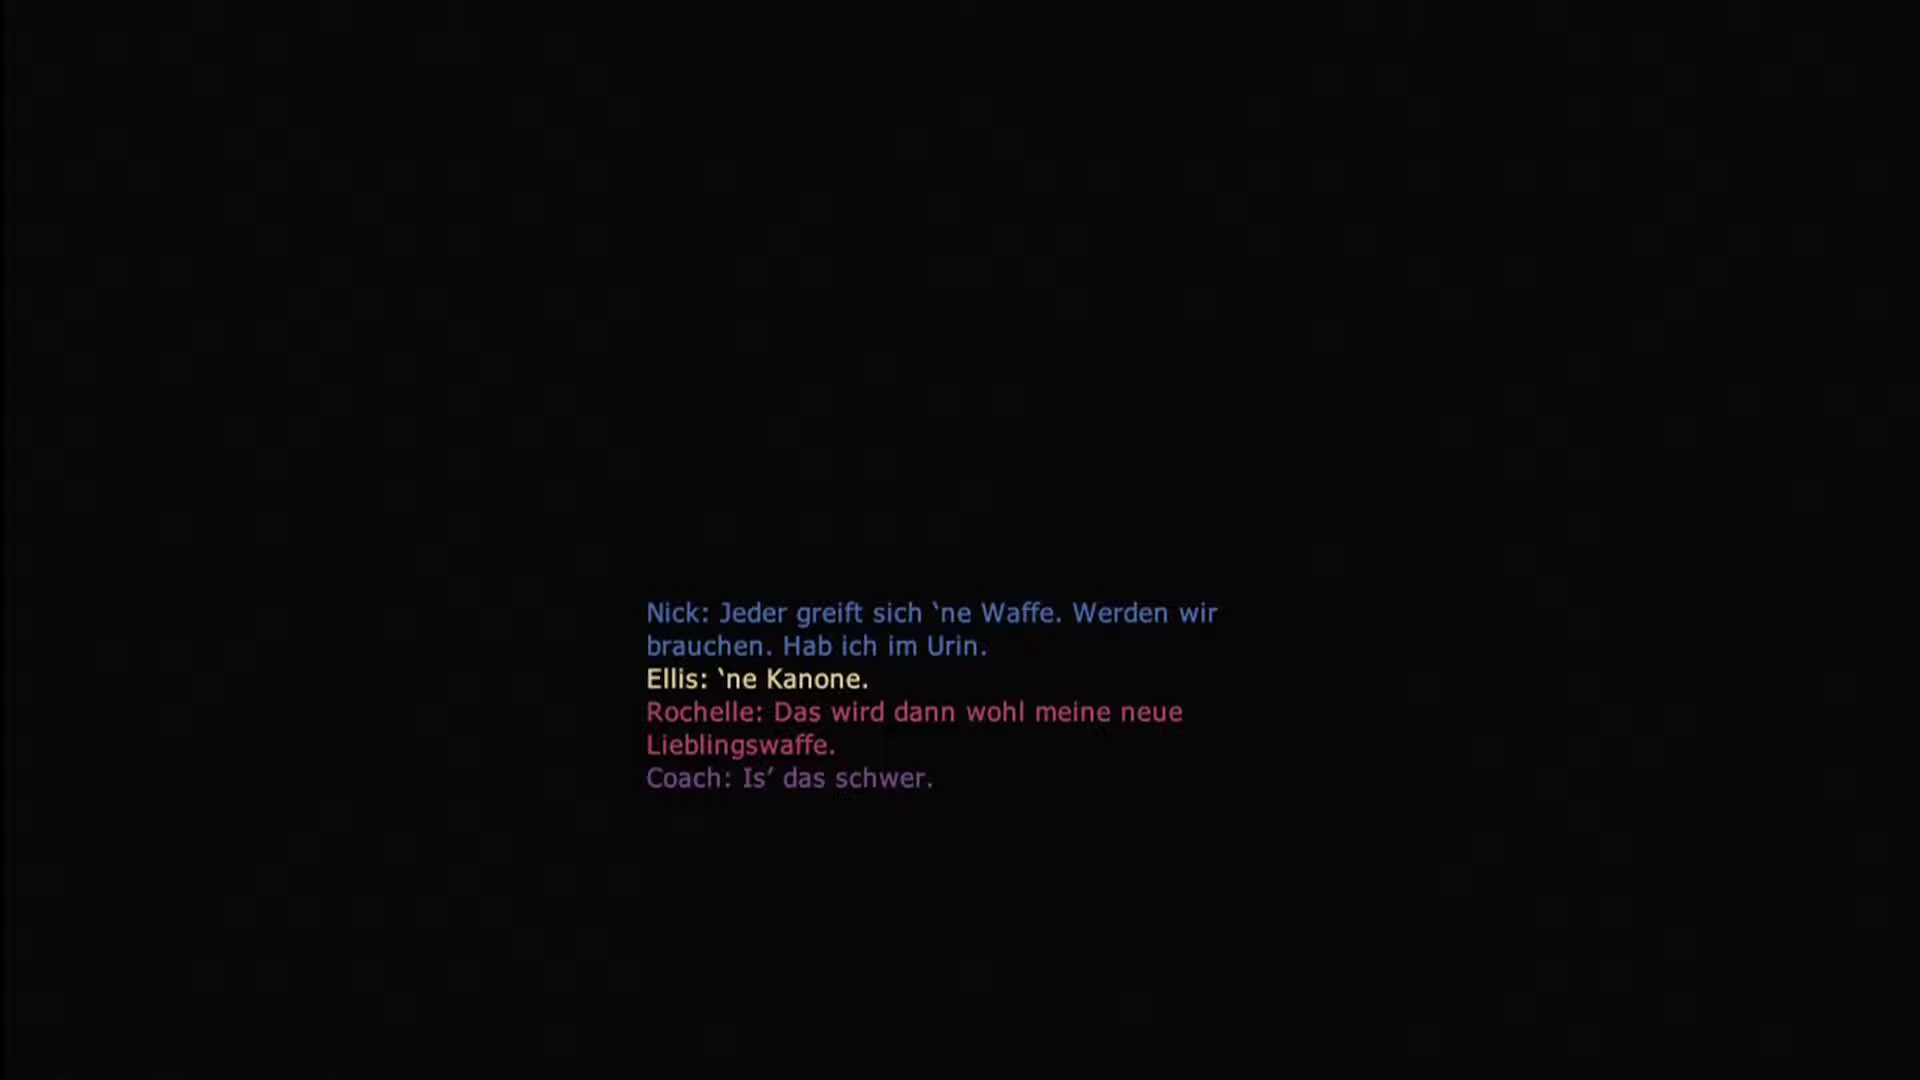 Nick: Jeder greift sich ‛ne Waffe. Werden wir
brauchen. Hab ich im Urin.
Ellis: ‛ne Kanone.
Rochelle: Das wird dann wohl meine neue
Lieblingswaffe.
Coach: Is’ das schwer.